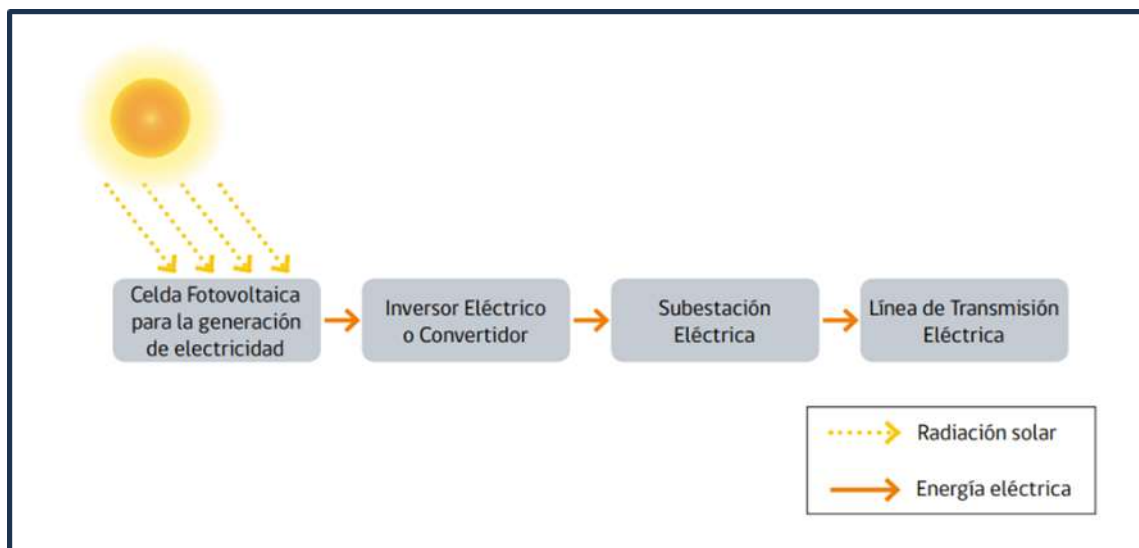 Celda Fotovoltaica
para la generación
de electricidad
Inversor Eléctrico
o Convertidor
Subestación
Eléctrica
Línea de Transmisión
Eléctrica
Radiación solar
Energía eléctrica